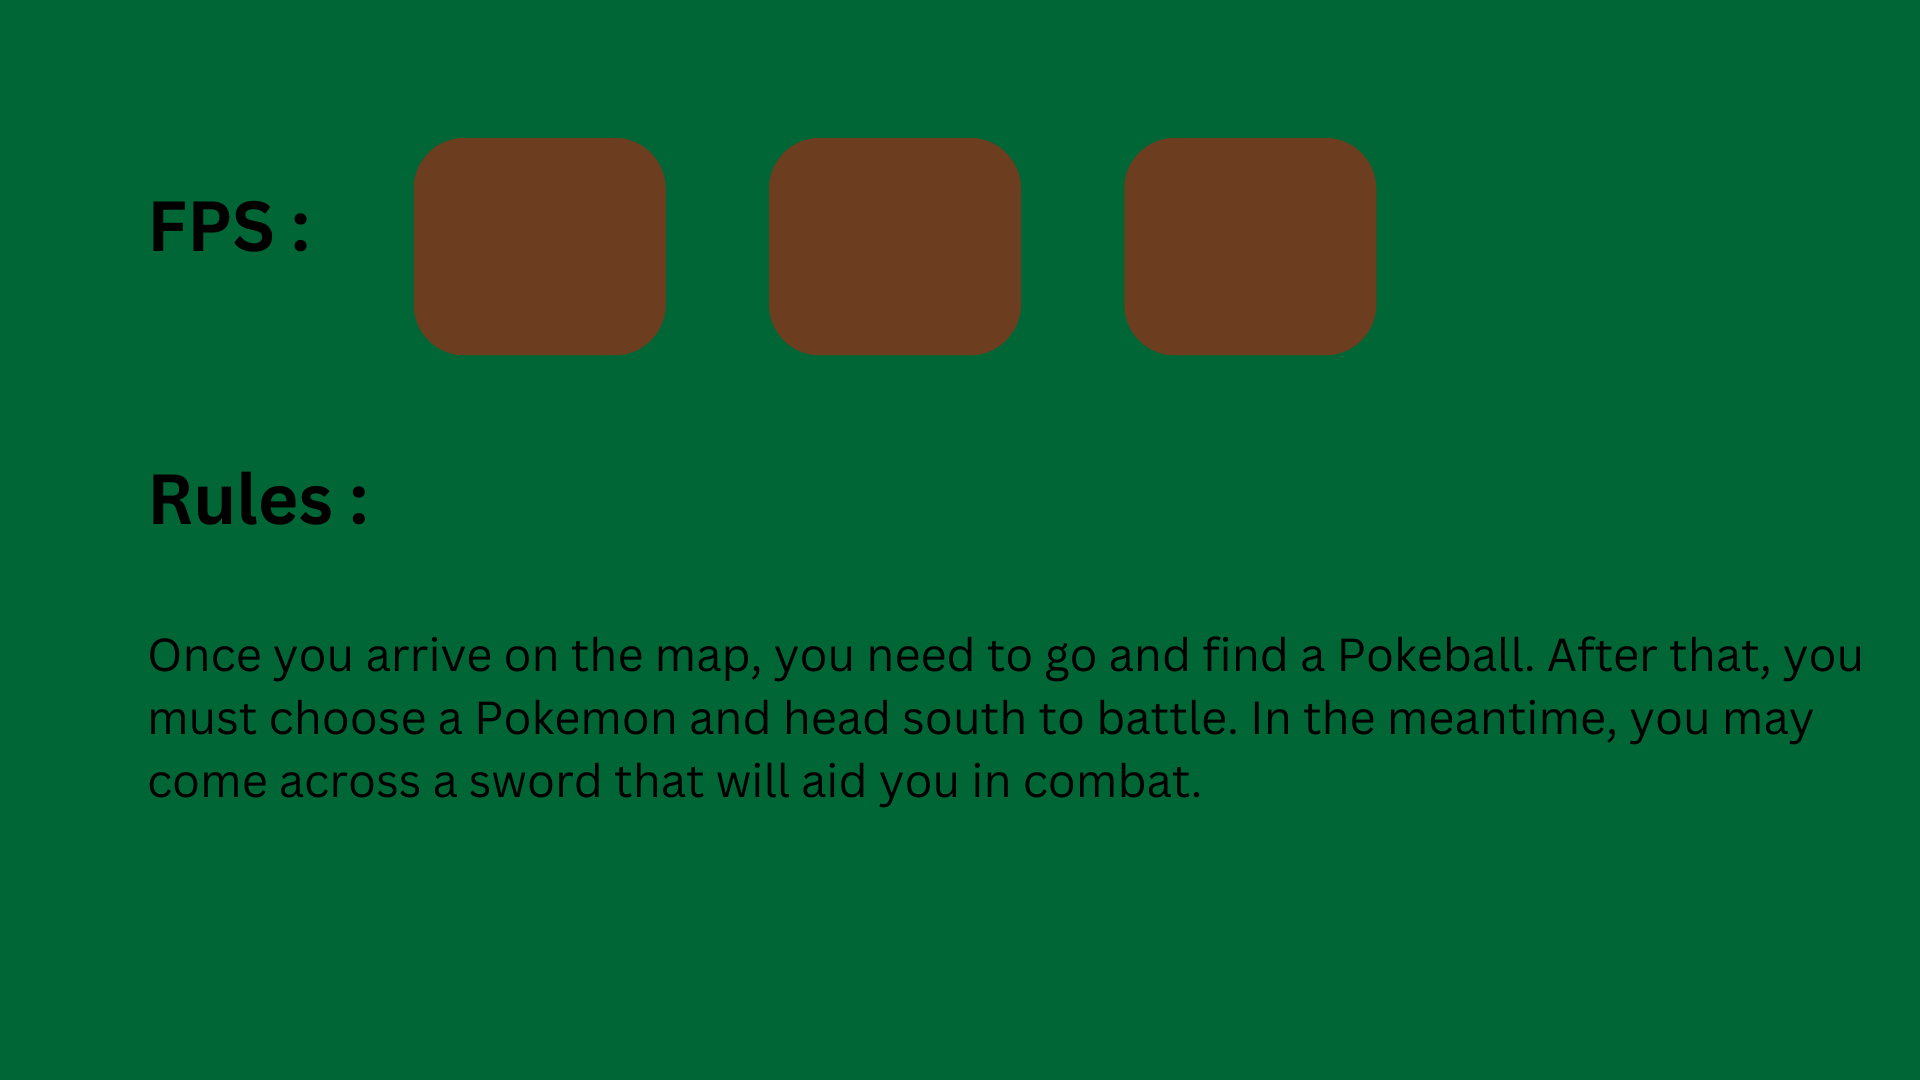 FPS :
Rules :
Once you arrive on the map, you need to go and find a Pokeball. After that, you
must choose a Pokemon and head south to battle. In the meantime, you may
come across a sword that will aid you in combat.